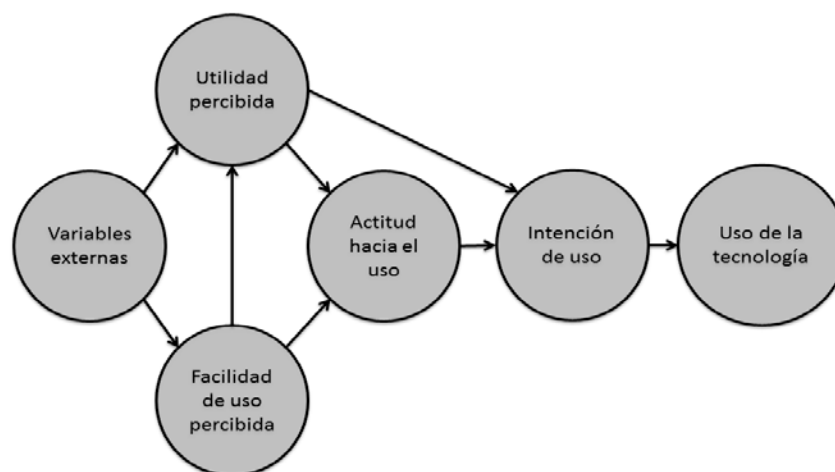 Utilidad
percibida
Variables
externas
Actitud
hacia el
uso
Intención
de uso
Uso de la
tecnología
Facilidad
de uso
percibida